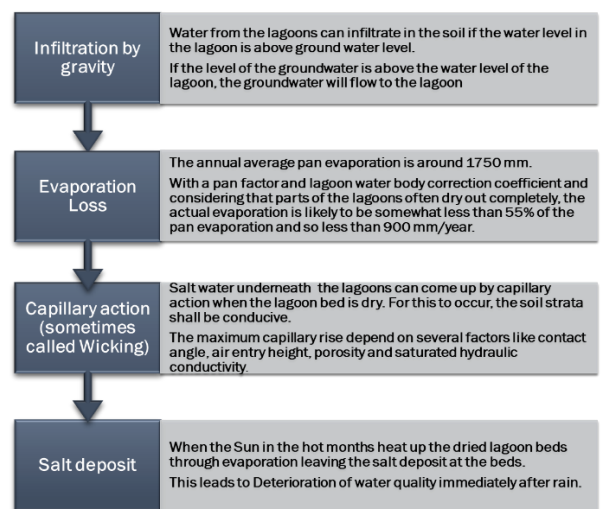 Infiltration by
gravity
Water from the lagoons can infiltrate in the soil if the water level in
the lagoon is above ground water level.
If the level of the groundwater is above the water level of the
lagoon, the groundwater will flow to the lagoon
Evaporation
Loss
The annual average pan evaporation is around 1750 mm.
With a pan factor and lagoon water body correction coefficient and
considering that parts of the lagoons often dry out completely, the
actual evaporation is likely to be somewhat less than 55% of the
pan evaporation and so less than 900 mm/year.
Capillary action
(sometimes
called Wicking)
Salt water underneath the lagoons can come up by capillary
action when the lagoon bed is dry. For this to occur, the soil strata
shall be conducive.
The maximum capillary rise depend on several factors like contact
angle, air entry height, porosity and saturated hydraulic
conductivity.
Salt deposit
When the Sun in the hot months heat up the dried lagoon beds
through evaporation leaving the salt deposit at the beds.
This leads to Deterioration of water quality immediately after rain.